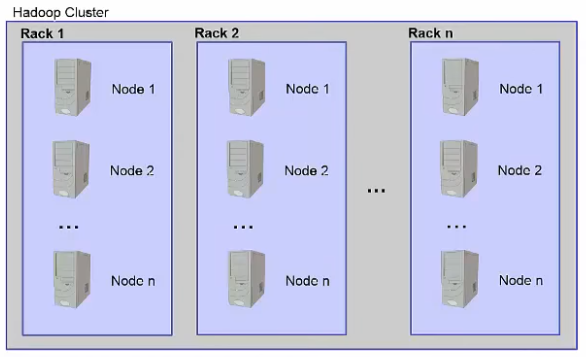 Hadoop Cluster
Rack 1
Node 1
Node 2
...
Node n
Rack 2
Node 1
Node 2
...
Node n
...
Rack n
Node 1
Node 2
...
Node n